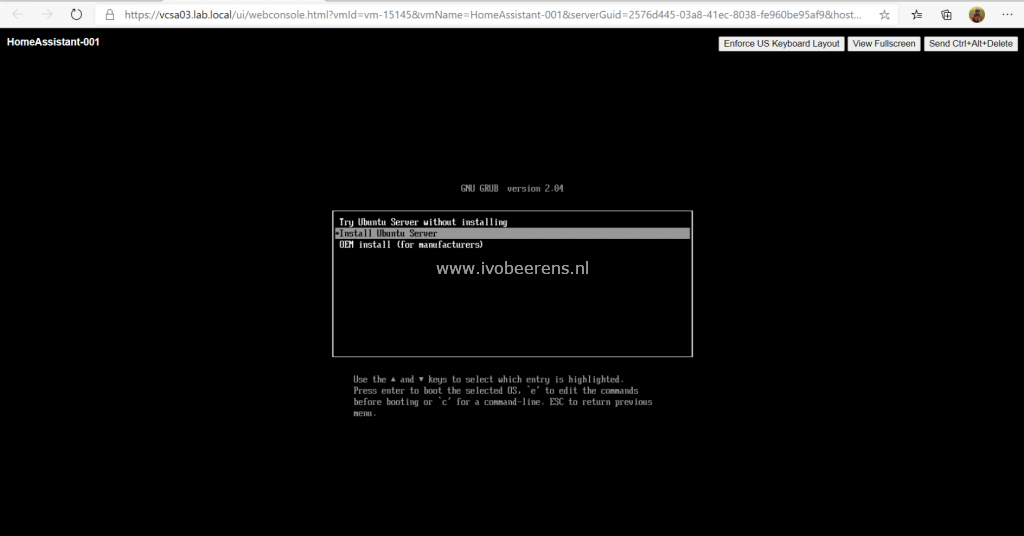 https://vcsa03.lab.local/ui/webconsole.html?vmId=vm-15145&vmName=HomeAssistant-001&serverGuid=2576d445-03a8-41ec-8038-fe960be95af9&host...
HomeAssistant-001
Enforce US Keyboard Layout
View Fullscreen
Send Ctrl+Alt+Delete
GNU GRUB version 2.04
Try Ubuntu Server without installing
*Install Ubuntu Server
OEM install (for manufacturers)
www.ivobeerens.nl
Use the ▲ and ▼ keys to select which entry is highlighted.
Press enter to boot the selected OS, `e' to edit the commands
before booting or `c' for a command-line. ESC to return previous
menu.